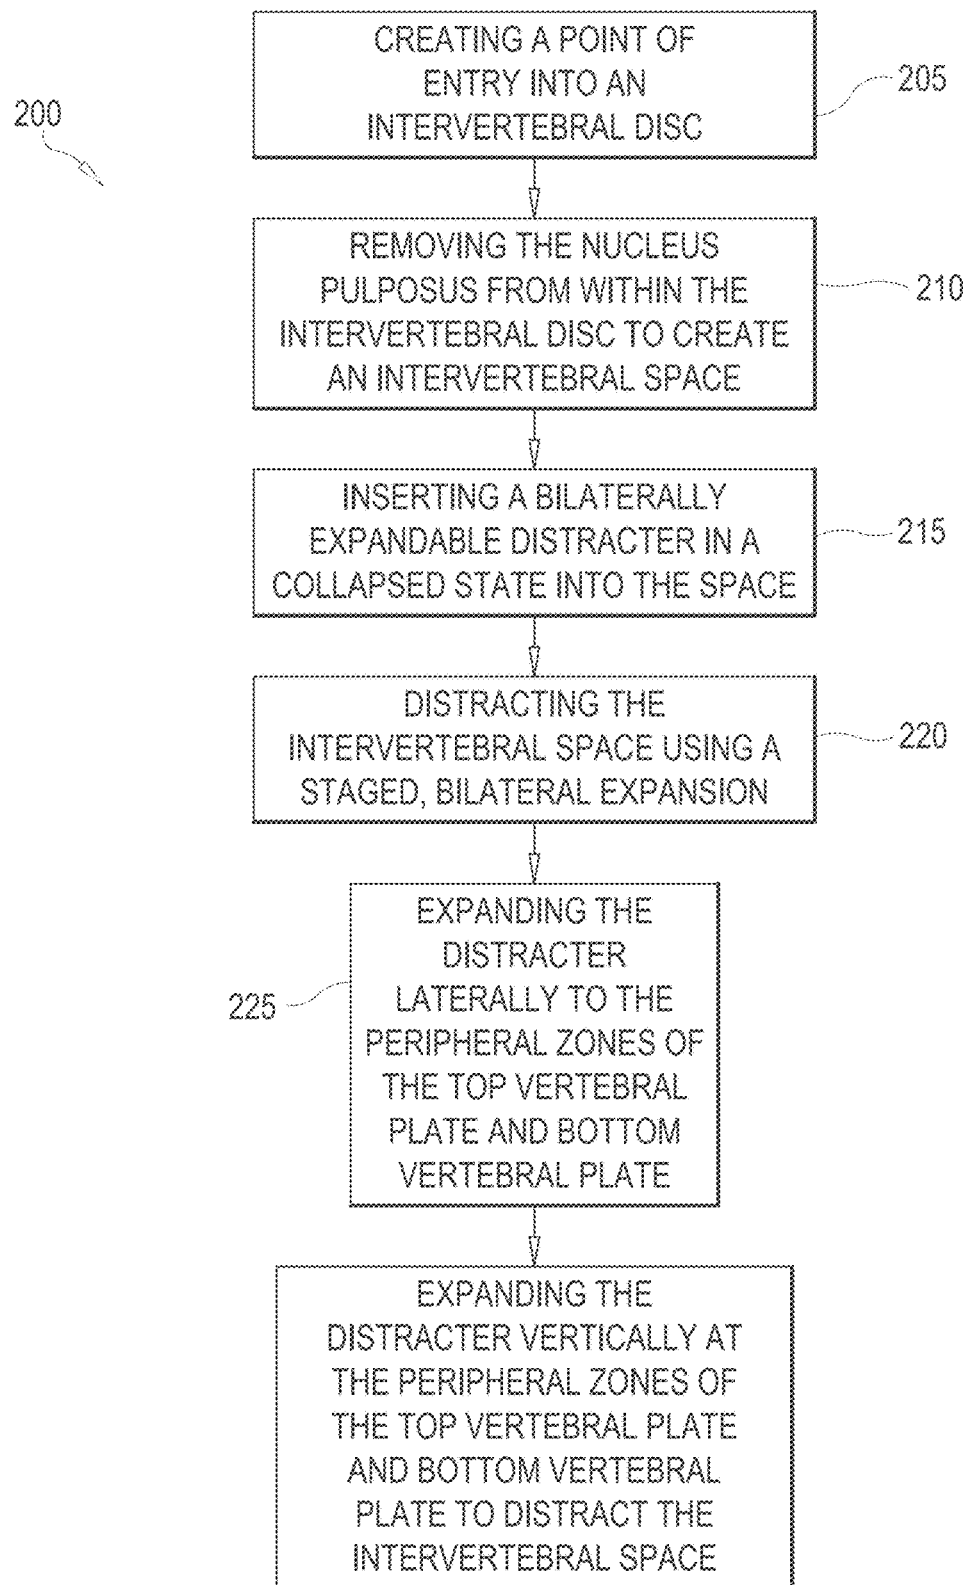 200
CREATING A POINT OF
ENTRY INTO AN
INTERVERTEBRAL DISC
205
REMOVING THE NUCLEUS
PULPOSUS FROM WITHIN THE
INTERVERTEBRAL DISC TO CREATE
AN INTERVERTEBRAL SPACE
210
INSERTING A BILATERALLY
EXPANDABLE DISTRACTER IN A
COLLAPSED STATE INTO THE SPACE
215
DISTRACTING THE
INTERVERTEBRAL SPACE USING A
STAGED, BILATERAL EXPANSION
220
EXPANDING THE
DISTRACTER
LATERALLY TO THE
PERIPHERAL ZONES OF
THE TOP VERTEBRAL
PLATE AND BOTTOM
VERTEBRAL PLATE
225
EXPANDING THE
DISTRACTER VERTICALLY AT
THE PERIPHERAL ZONES OF
THE TOP VERTEBRAL PLATE
AND BOTTOM VERTEBRAL
PLATE TO DISTRACT THE
INTERVERTEBRAL SPACE